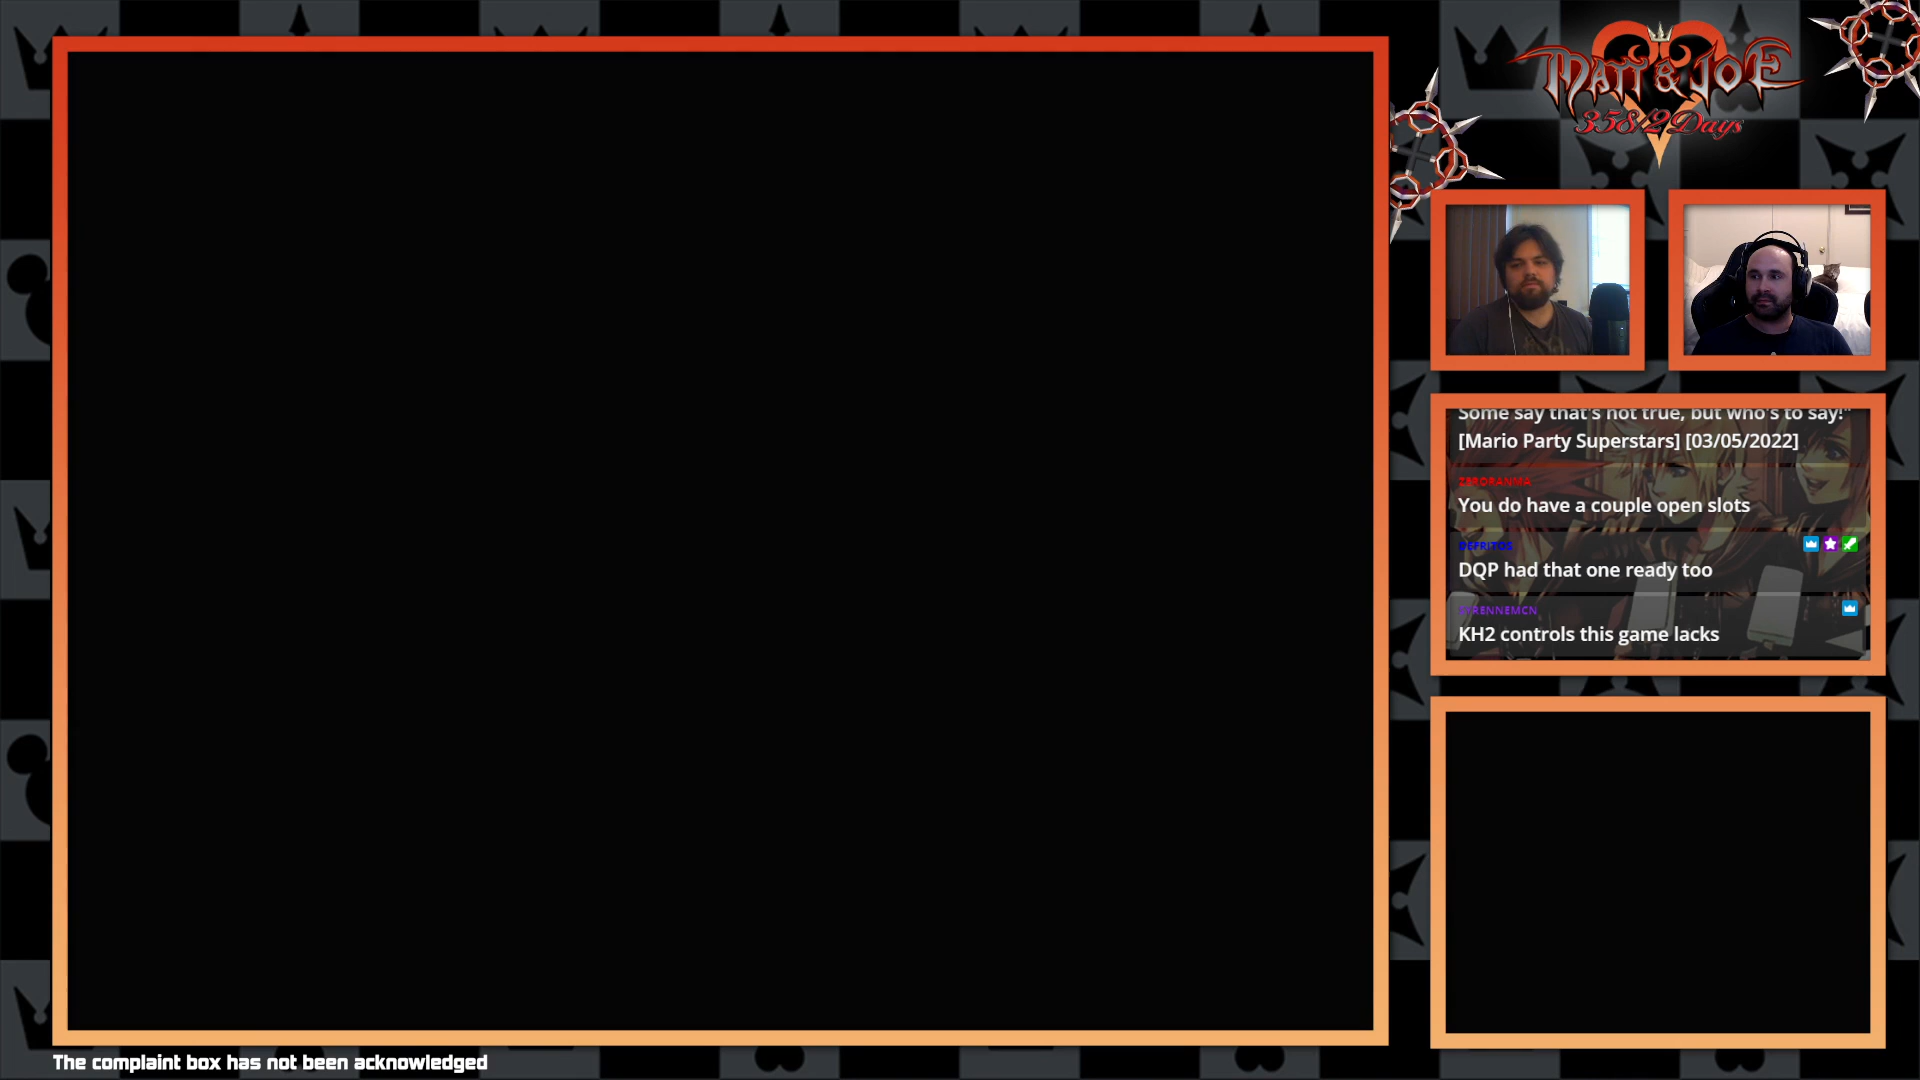 MATT & JOE
358/2 Days
Some say that's not true, but who's to say!"
[Mario Party Superstars] [03/05/2022]
ZERORANMA
You do have a couple open slots
DEFRITOS
DQP had that one ready too
KH2 controls this game lacks
The complaint box has not been acknowledged